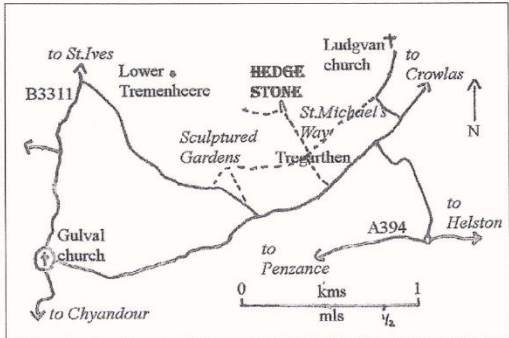 to St.Ives
B3311
Lower
Tremenheere
HEDGE
STONE
Ludgvan
church
to
Crowlas
St.Michael's
Way
Sculptured
Gardens
Tregarthen
N
Gulval
church
to
Penzance
A394
to
Helston
to Chyandour
0 kms 1
mls ½